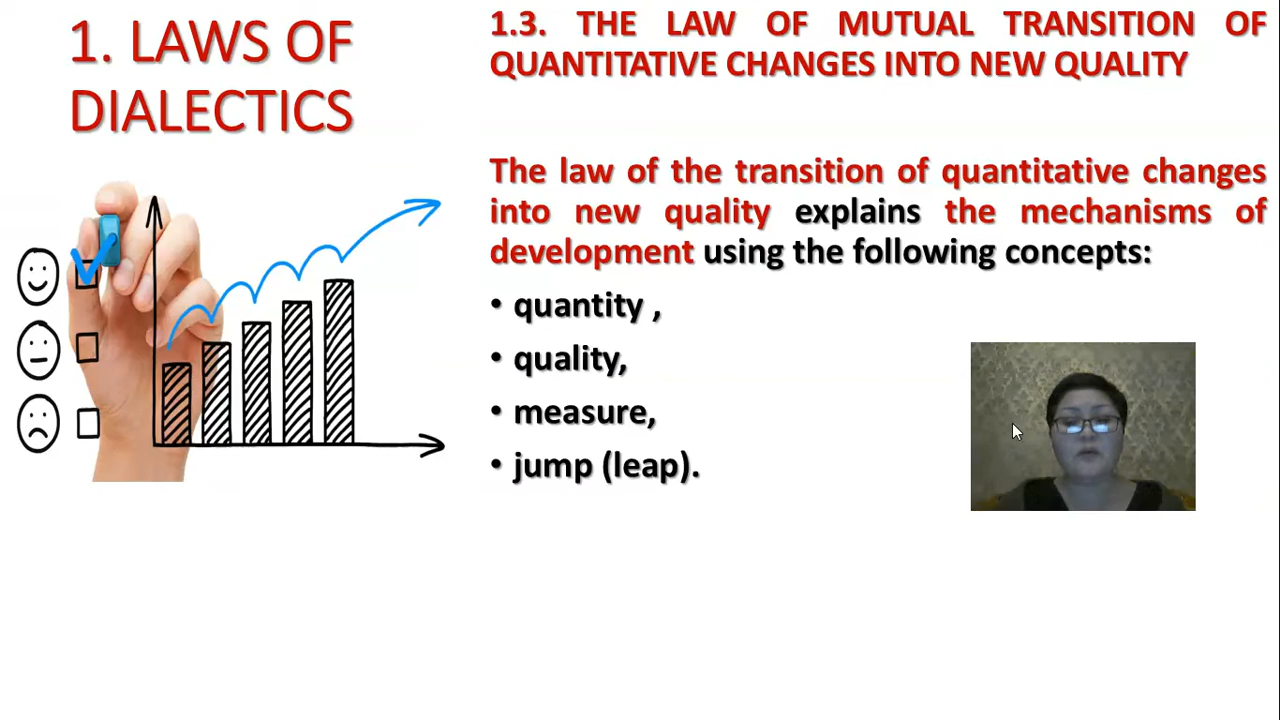 1. LAWS OF
DIALECTICS
1.3. THE LAW OF MUTUAL TRANSITION OF
QUANTITATIVE CHANGES INTO NEW QUALITY
The law of the transition of quantitative changes
into new quality explains the mechanisms of
development using the following concepts:
• quantity ,
• quality,
• measure,
• jump (leap).